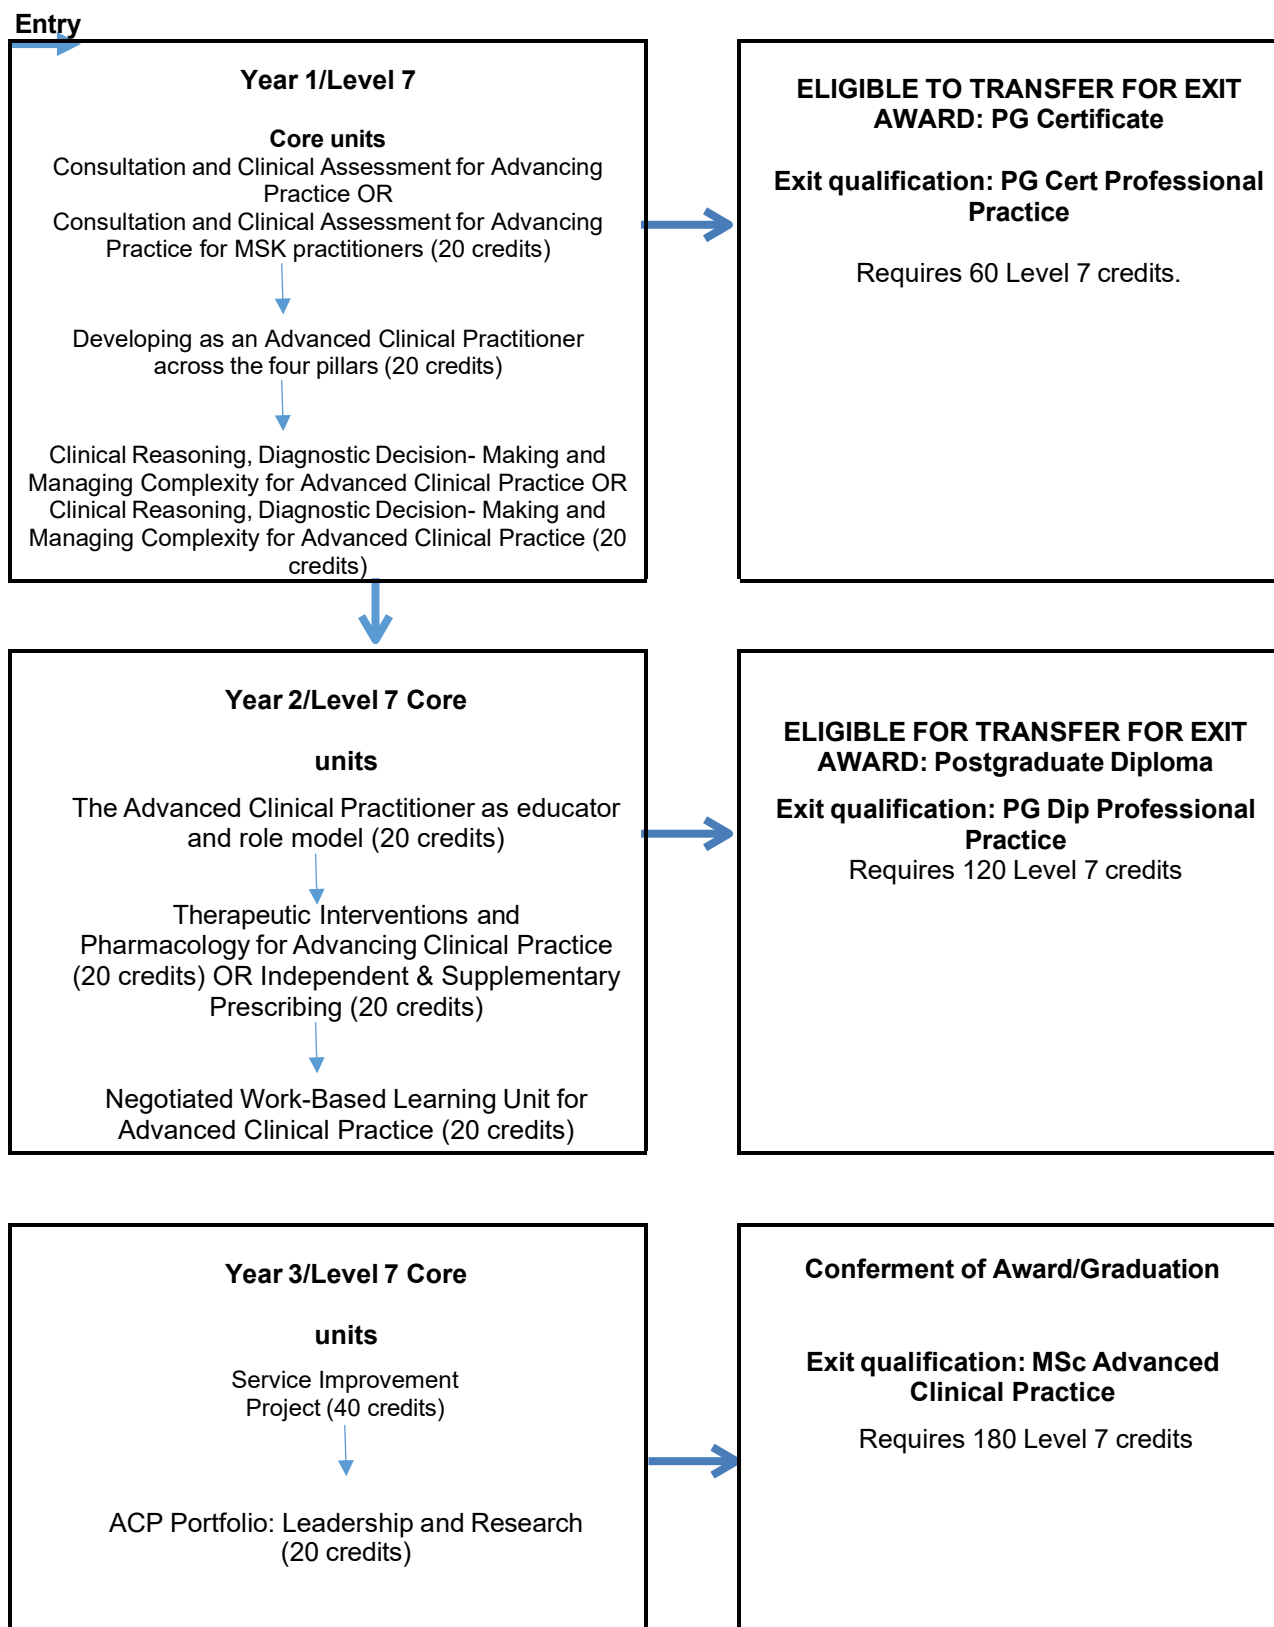 Entry
Year 1/Level 7
Core units
Consultation and Clinical Assessment for Advancing
Practice OR
Consultation and Clinical Assessment for Advancing
Practice for MSK practitioners (20 credits)
Developing as an Advanced Clinical Practitioner
across the four pillars (20 credits)
Clinical Reasoning, Diagnostic Decision- Making and
Managing Complexity for Advanced Clinical Practice OR
Clinical Reasoning, Diagnostic Decision- Making and
Managing Complexity for Advanced Clinical Practice (20
credits)
ELIGIBLE TO TRANSFER FOR EXIT
AWARD: PG Certificate
Exit qualification: PG Cert Professional
Practice
Requires 60 Level 7 credits.
Year 2/Level 7 Core
units
The Advanced Clinical Practitioner as educator
and role model (20 credits)
Therapeutic Interventions and
Pharmacology for Advancing Clinical Practice
(20 credits) OR Independent & Supplementary
Prescribing (20 credits)
Negotiated Work-Based Learning Unit for
Advanced Clinical Practice (20 credits)
ELIGIBLE FOR TRANSFER FOR EXIT
AWARD: Postgraduate Diploma
Exit qualification: PG Dip Professional
Practice
Requires 120 Level 7 credits
Year 3/Level 7 Core
units
Service Improvement
Project (40 credits)
ACP Portfolio: Leadership and Research
(20 credits)
Conferment of Award/Graduation
Exit qualification: MSc Advanced
Clinical Practice
Requires 180 Level 7 credits